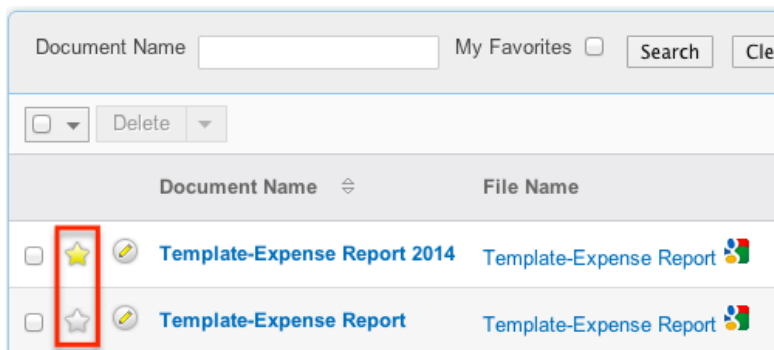 Document Name My Favorites Search Cle
Delete
Document Name File Name
Template-Expense Report 2014 Template-Expense Report
Template-Expense Report Template-Expense Report